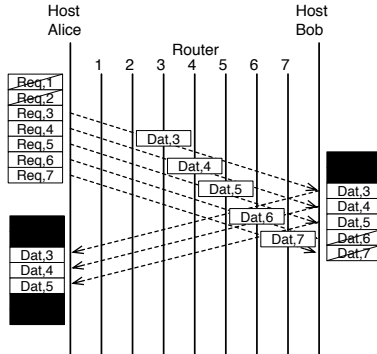 Host
Alice
Host
Bob
Router
1 2 3 4 5 6 7
Req,1
Req,2
Req,3
Req,4
Req,5
Req,6
Req,7
Dat,3
Dat,4
Dat,5
Dat,6
Dat,7
Dat,3
Dat,4
Dat,5
Dat,6
Dat,7
Dat,3
Dat,4
Dat,5